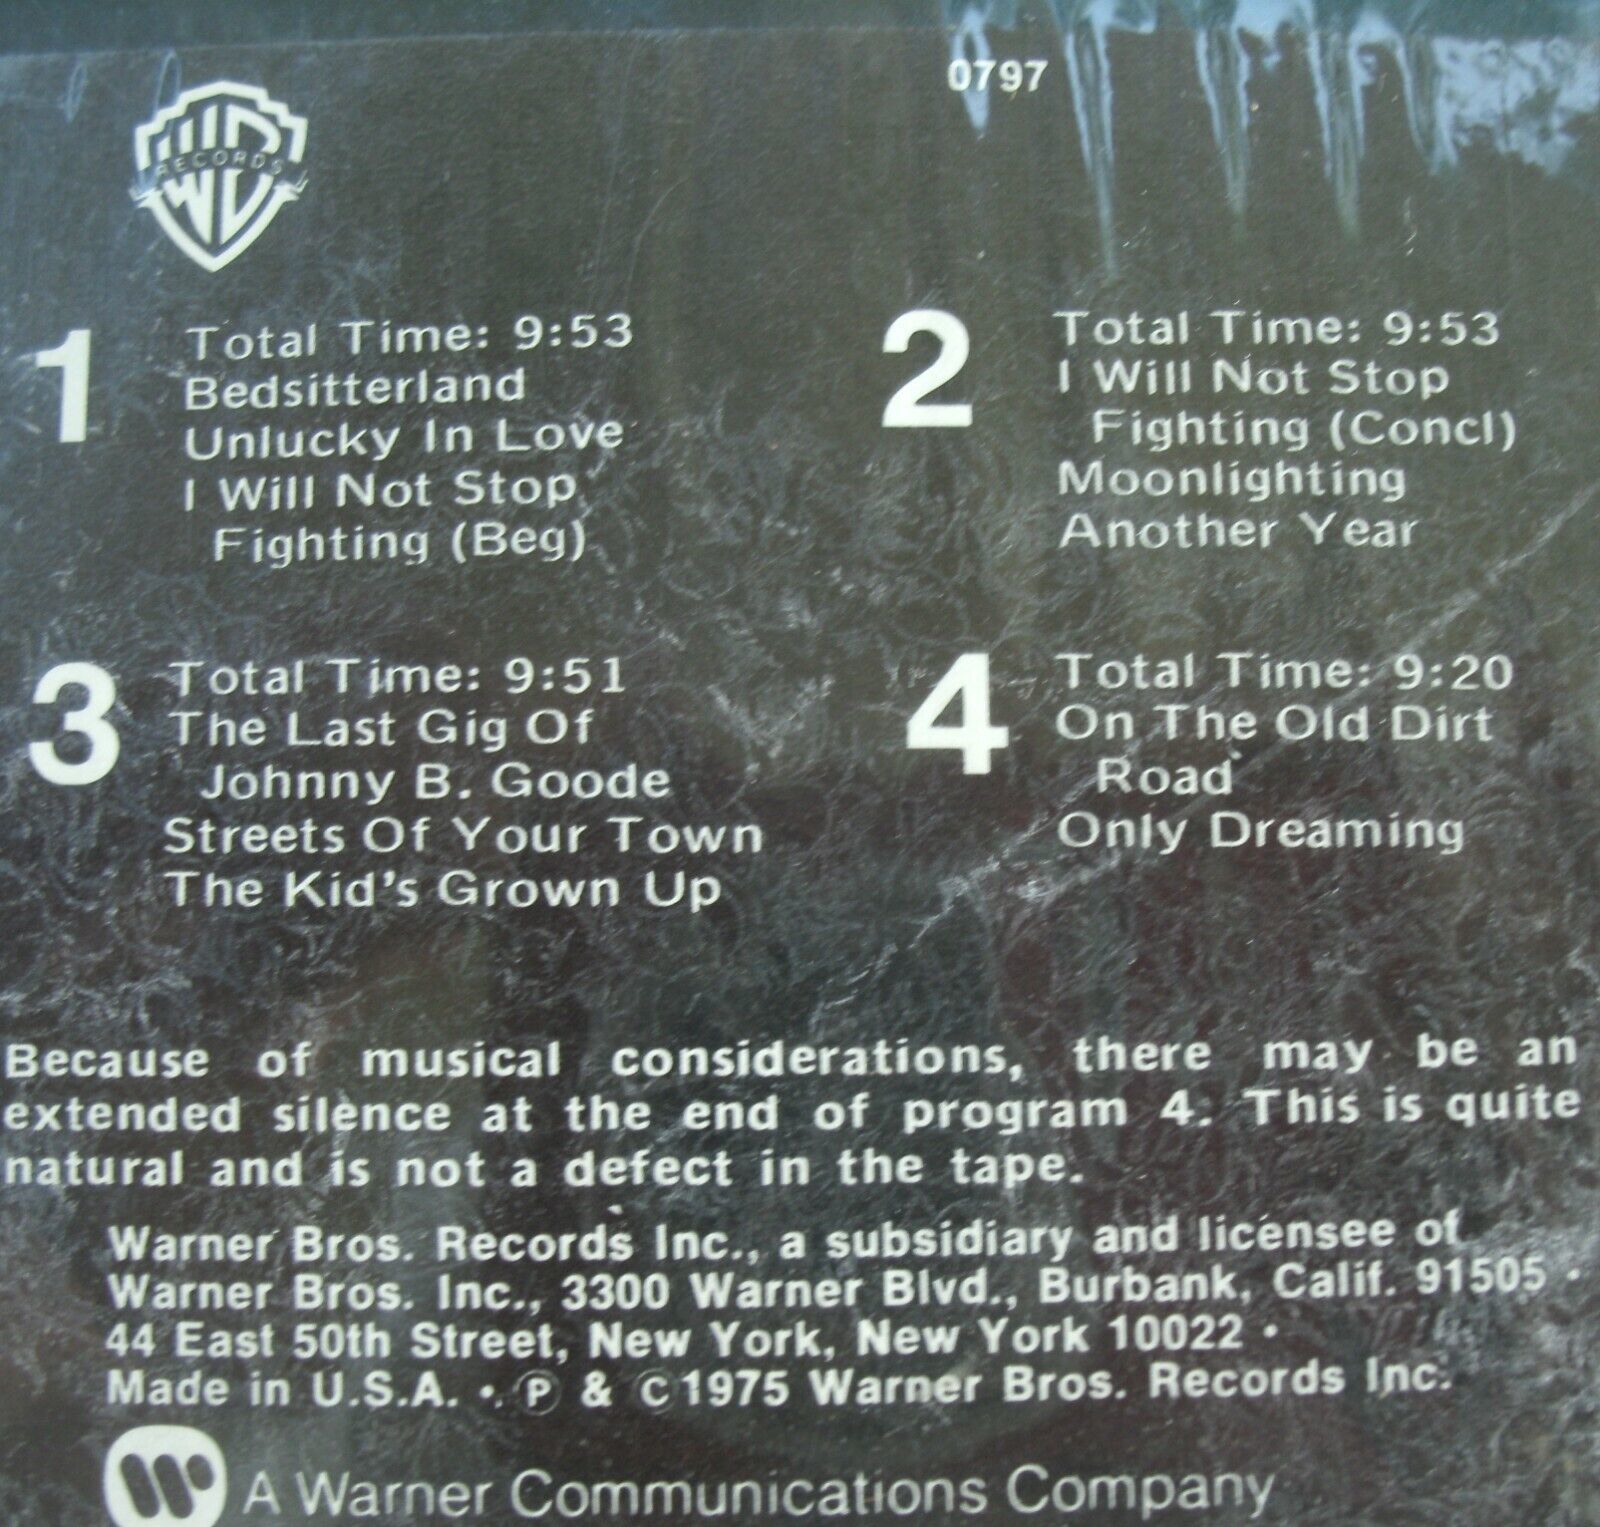 0797
WB
RECORDS
1
Total Time: 9:53
Bedsitterland
Unlucky In Love
I Will Not Stop
Fighting (Beg)
2
Total Time: 9:53
I Will Not Stop
Fighting (Concl)
Moonlighting
Another Year
3
Total Time: 9:51
The Last Gig Of
Johnny B. Goode
Streets Of Your Town
The Kid's Grown Up
4
Total Time: 9:20
On The Old Dirt
Road
Only Dreaming
Because of musical considerations, there may be an
extended silence at the end of program 4. This is quite
natural and is not a defect in the tape.
Warner Bros. Records Inc., a subsidiary and licensee of
Warner Bros. Inc., 3300 Warner Blvd., Burbank, Calif. 91505 •
44 East 50th Street, New York, New York 10022 •
Made in U.S.A. • Ⓟ & © 1975 Warner Bros. Records Inc.
A Warner Communications Company